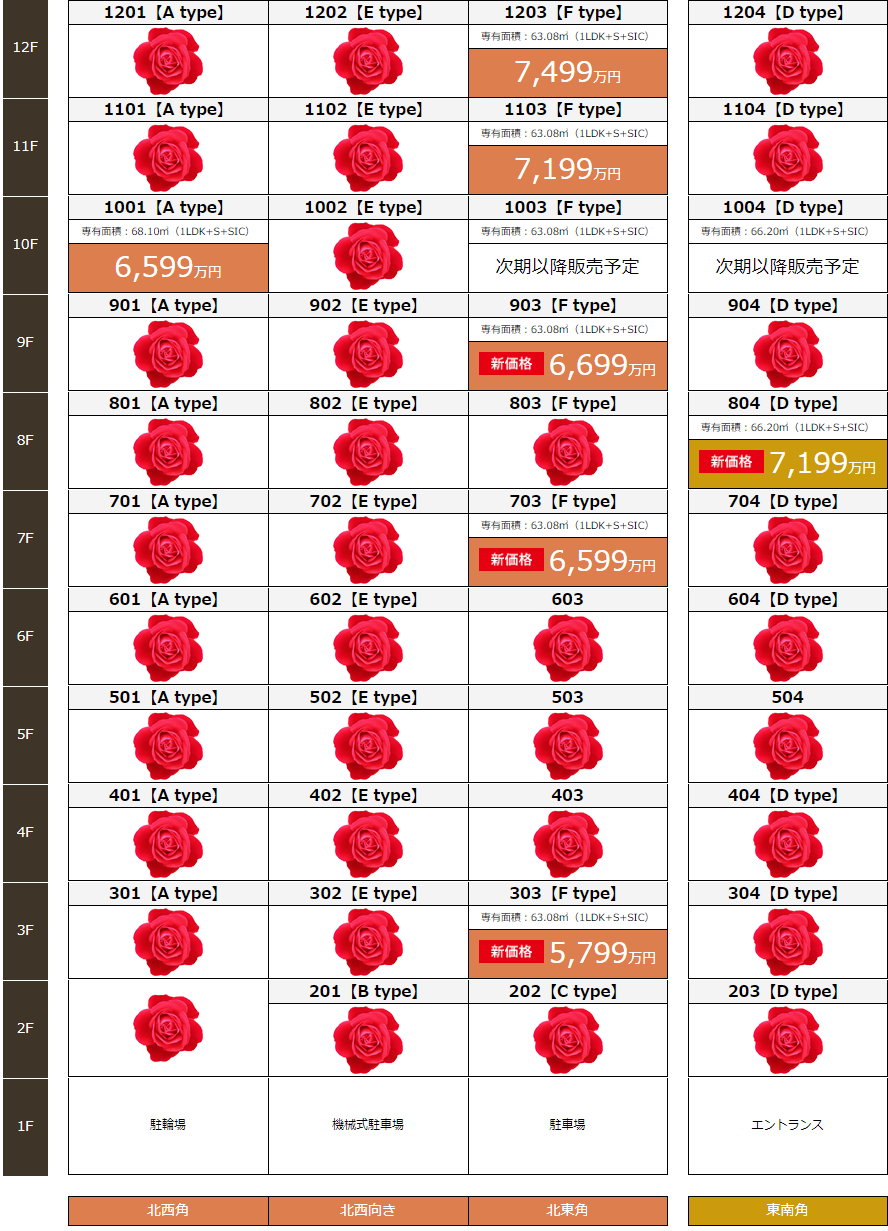 1201【A type】 1202【E type】 1203【F type】 1204【D type】
12F
専有面積：63.08㎡（1LDK+S+SIC）
7,499万円
1101【A type】 1102【E type】 1103【F type】 1104【D type】
11F
専有面積：63.08㎡（1LDK+S+SIC）
7,199万円
1001【A type】 1002【E type】 1003【F type】 1004【D type】
10F
専有面積：68.10㎡（1LDK+S+SIC） 専有面積：63.08㎡（1LDK+S+SIC） 専有面積：66.20㎡（1LDK+S+SIC）
6,599万円 次期以降販売予定 次期以降販売予定
901【A type】 902【E type】 903【F type】 904【D type】
9F
専有面積：63.08㎡（1LDK+S+SIC）
新価格 6,699万円
801【A type】 802【E type】 803【F type】 804【D type】
8F
専有面積：66.20㎡（1LDK+S+SIC）
新価格 7,199万円
701【A type】 702【E type】 703【F type】 704【D type】
7F
専有面積：63.08㎡（1LDK+S+SIC）
新価格 6,599万円
601【A type】 602【E type】 603 604【D type】
6F
501【A type】 502【E type】 503 504
5F
401【A type】 402【E type】 403 404【D type】
4F
301【A type】 302【E type】 303【F type】 304【D type】
3F
専有面積：63.08㎡（1LDK+S+SIC）
新価格 5,799万円
201【B type】 202【C type】 203【D type】
2F
1F 駐輪場 機械式駐車場 駐車場 エントランス
北西角 北西向き 北東角 東南角